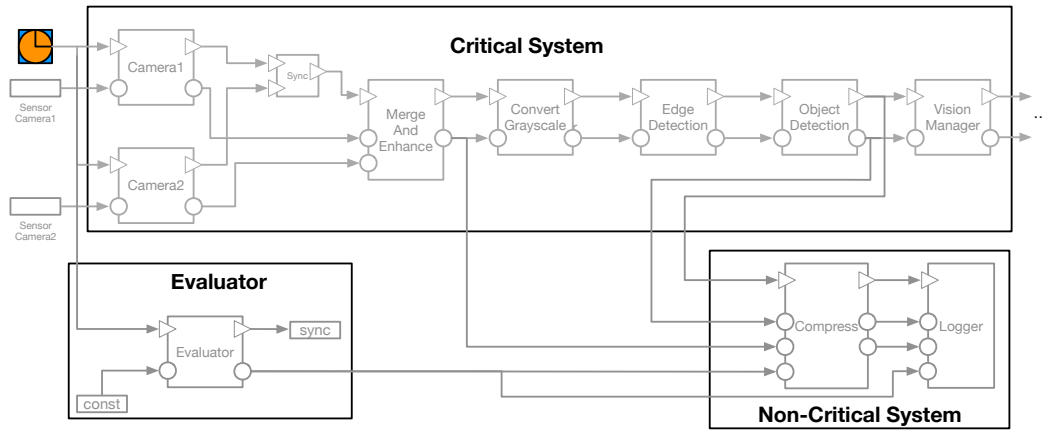 Critical System
Camera1
Sync
Sensor
Camera1
Merge
And
Enhance
Convert
Grayscale r
Edge
Detection
Object
Detection
Vision
Manager
..
Camera2
Sensor
Camera2
Evaluator
Evaluator
sync
const
Compress
Logger
Non-Critical System